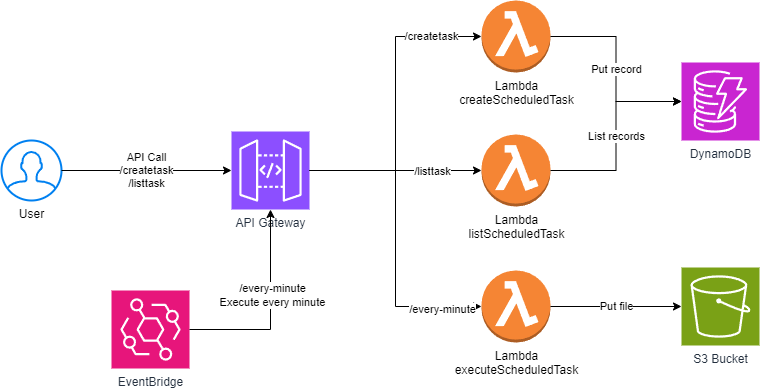 /createtask
Lambda
createScheduledTask
Put record
DynamoDB
API Call
/createtask
/listtask
User
</>
API Gateway
/listtask
Lambda
listScheduledTask
List records
/every-minute
Execute every minute
EventBridge
/every-minute
Lambda
executeScheduledTask
Put file
S3 Bucket